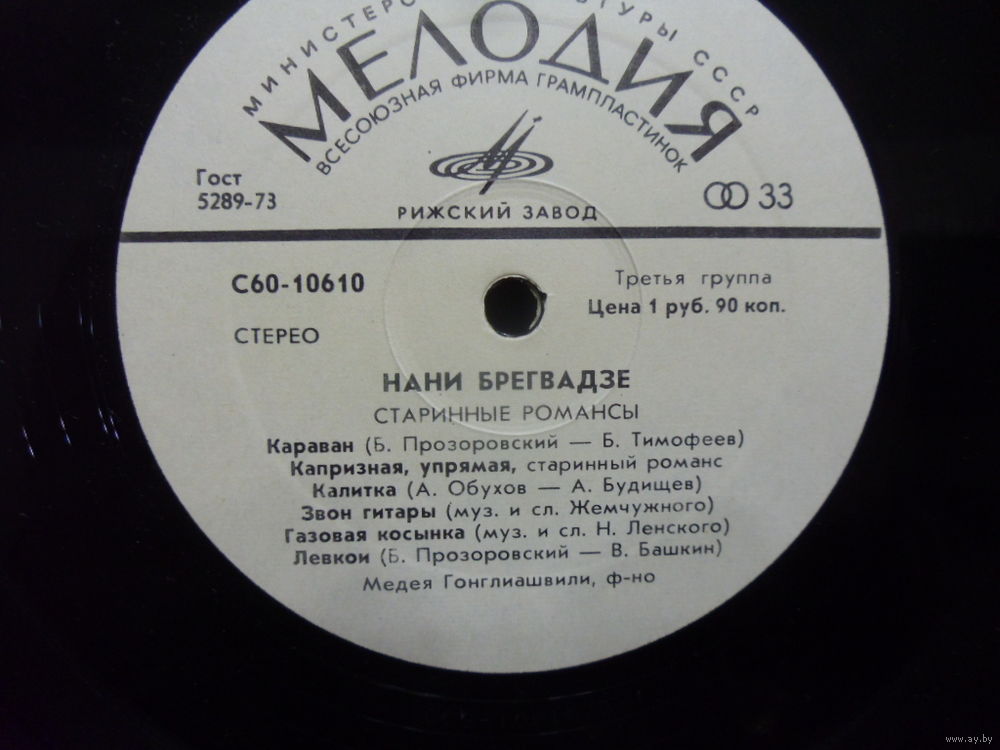 СССР
МЕЛОДИЯ
ВСЕСОЮЗНАЯ ФИРМА ГРАМПЛАСТИНОК
Гост
5289-73
33
РИЖСКИЙ ЗАВОД
С60-10610
Третья группа
Цена 1 руб. 90 коп.
СТЕРЕО
НАНИ БРЕГВАДЗЕ
СТАРИННЫЕ РОМАНСЫ
Караван (Б. Прозоровский — Б. Тимофеев)
Капризная, упрямая, старинный романс
Калитка (А. Обухов — А. Будищев)
Звон гитары (муз. и сл. Жемчужного)
Газовая косынка (муз. и сл. Н. Ленского)
Левкои (Б. Прозоровский — В. Башкин)
Медея Гонглиашвили, ф-но
www.ay.by